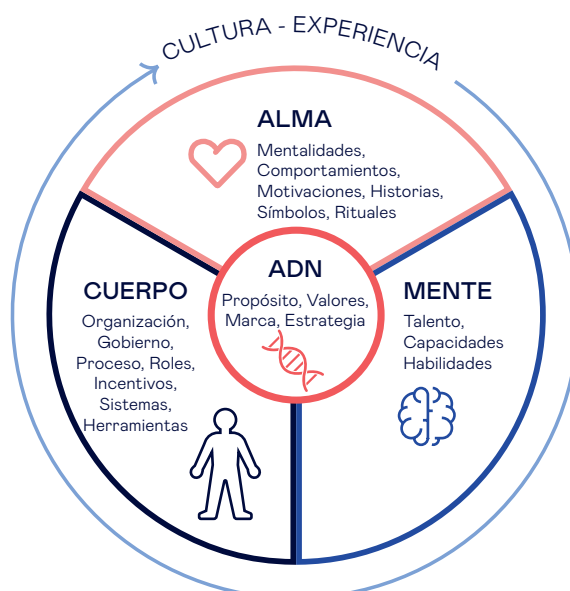 CULTURA - EXPERIENCIA
ALMA
Mentalidades,
Comportamientos,
Motivaciones, Historias,
Símbolos, Rituales
ADN
Propósito, Valores,
Marca, Estrategia
CUERPO
Organización,
Gobierno,
Proceso, Roles,
Incentivos,
Sistemas,
Herramientas
MENTE
Talento,
Capacidades
Habilidades